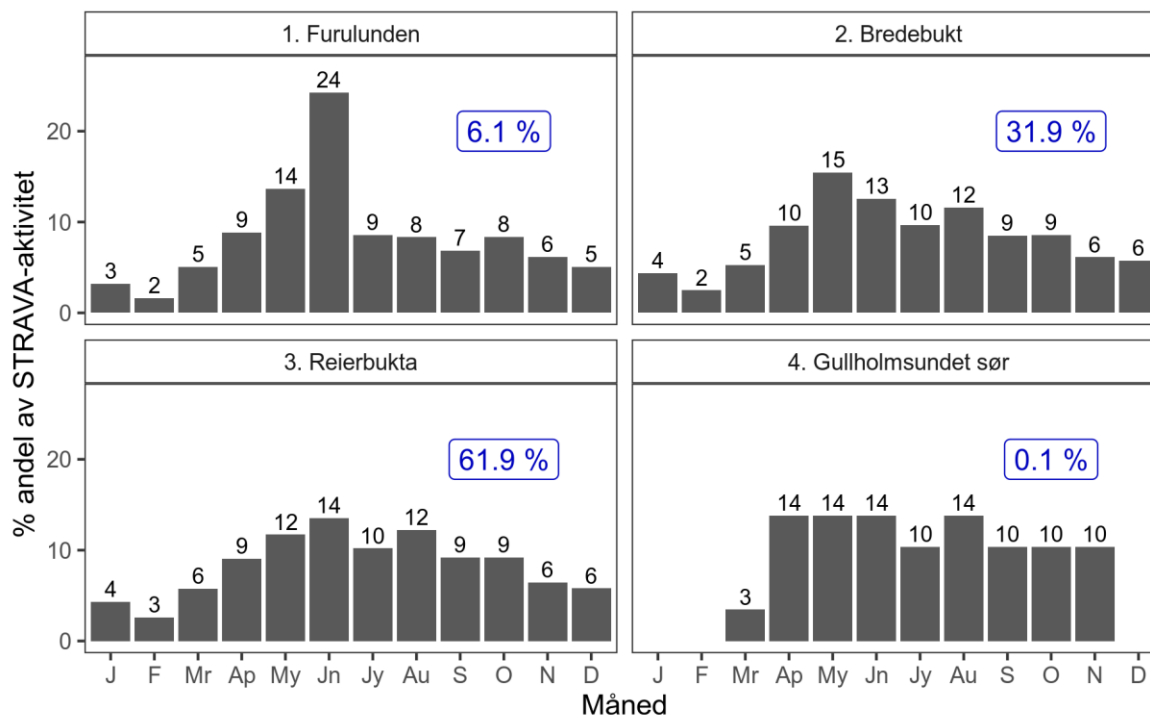 % andel av STRAVA-aktivitet
1. Furulunden
20
10
0
6.1 %
3 2 5 9 14 24 9 8 7 8 6 5
2. Bredebukt
31.9 %
4 2 5 10 15 13 10 12 9 9 6 6
3. Reierbukta
20
10
0
61.9 %
4 3 6 9 12 14 10 12 9 9 6 6
J F Mr Ap My Jn Jy Au S O N D
4. Gullholmsundet sør
0.1 %
3 14 14 14 10 14 10 10 10
J F Mr Ap My Jn Jy Au S O N D
Måned